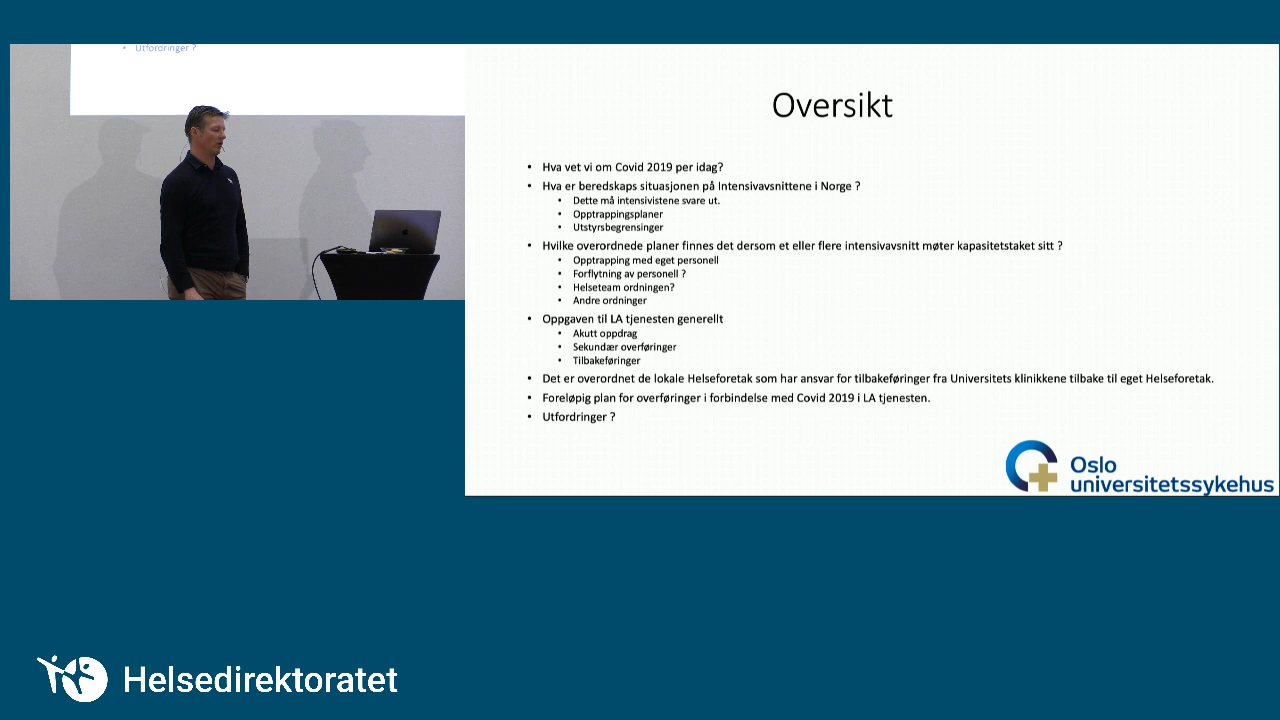 Utfordringer ?
Oversikt
Hva vet vi om Covid 2019 per idag?
Hva er beredskaps situasjonen på Intensivavsnittene i Norge ?
Dette må intensivistene svare ut.
Opptrappingsplaner
Utstyrsbegrensinger
Hvilke overordnede planer finnes det dersom et eller flere intensivavsnitt møter kapasitetstaket sitt ?
Opptrapping med eget personell
Forflytning av personell ?
Helseteam ordningen?
Andre ordninger
Oppgaven til LA tjenesten generellt
Akutt oppdrag
Sekundær overføringer
Tilbakeføringer
Det er overordnet de lokale Helseforetak som har ansvar for tilbakeføringer fra Universitets klinikkene tilbake til eget Helseforetak.
Foreløpig plan for overføringer i forbindelse med Covid 2019 i LA tjenesten.
Utfordringer ?
Oslo
universitetssykehus
Helsedirektoratet